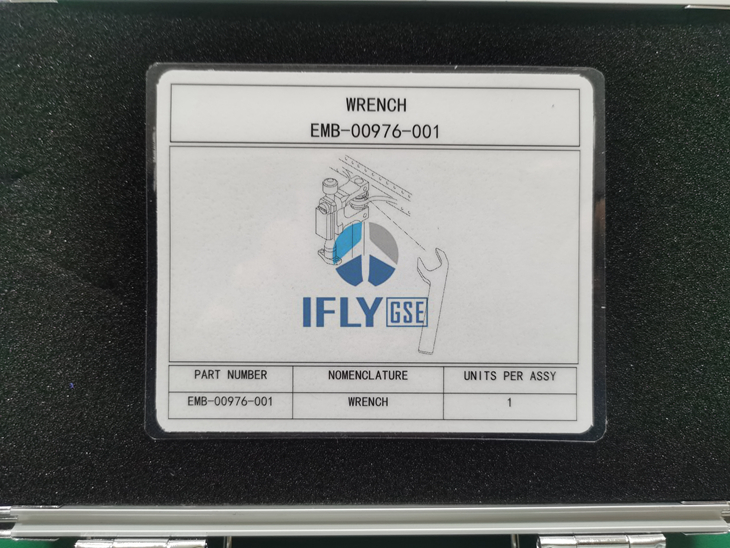 WRENCH
EMB-00976-001
IFLY GSE
PART NUMBER NOMENCLATURE UNITS PER ASSY
EMB-00976-001 WRENCH 1